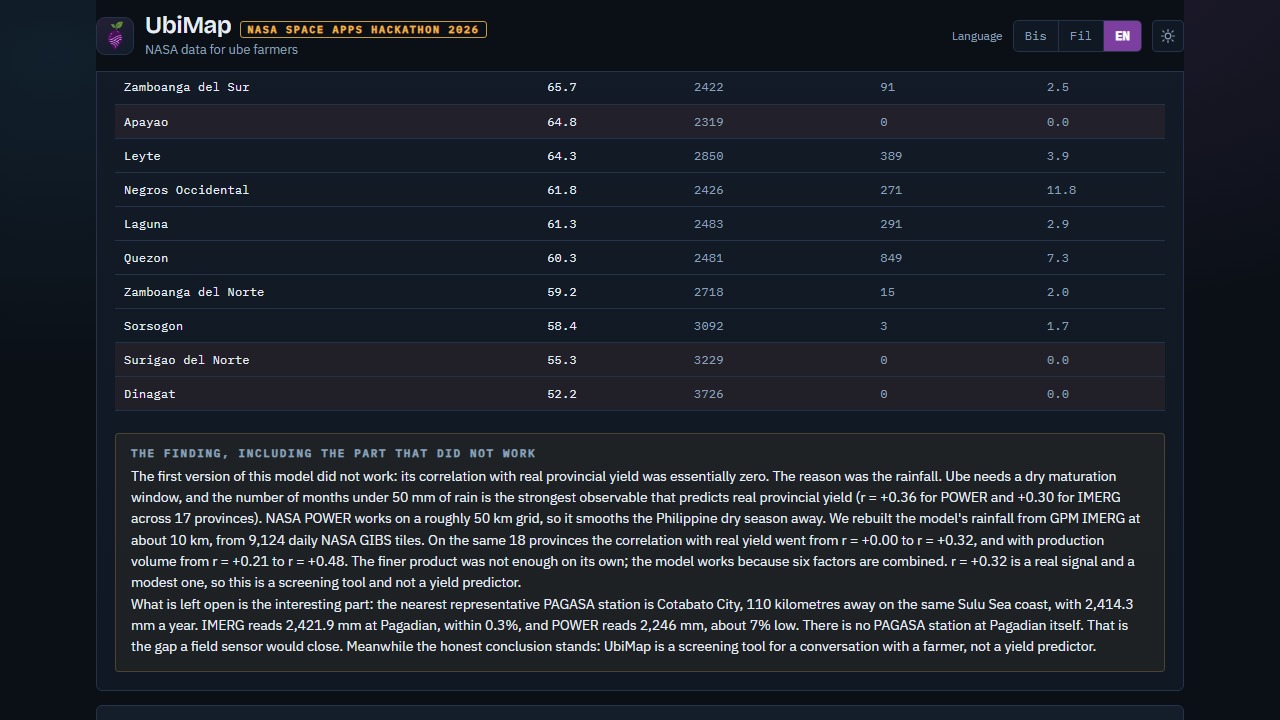 UbiMap NASA SPACE APPS HACKATHON 2026
NASA data for ube farmers
Language Bis Fil EN
Zamboanga del Sur 65.7 2422 91 2.5
Apayao 64.8 2319 0 0.0
Leyte 64.3 2850 389 3.9
Negros Occidental 61.8 2426 271 11.8
Laguna 61.3 2483 291 2.9
Quezon 60.3 2481 849 7.3
Zamboanga del Norte 59.2 2718 15 2.0
Sorsogon 58.4 3092 3 1.7
Surigao del Norte 55.3 3229 0 0.0
Dinagat 52.2 3726 0 0.0
THE FINDING, INCLUDING THE PART THAT DID NOT WORK
The first version of this model did not work: its correlation with real provincial yield was essentially zero. The reason was the rainfall. Ube needs a dry maturation
window, and the number of months under 50 mm of rain is the strongest observable that predicts real provincial yield (r = +0.36 for POWER and +0.30 for IMERG
across 17 provinces). NASA POWER works on a roughly 50 km grid, so it smooths the Philippine dry season away. We rebuilt the model's rainfall from GPM IMERG at
about 10 km, from 9,124 daily NASA GIBS tiles. On the same 18 provinces the correlation with real yield went from r = +0.00 to r = +0.32, and with production
volume from r = +0.21 to r = +0.48. The finer product was not enough on its own; the model works because six factors are combined. r = +0.32 is a real signal and a
modest one, so this is a screening tool and not a yield predictor.
What is left open is the interesting part: the nearest representative PAGASA station is Cotabato City, 110 kilometres away on the same Sulu Sea coast, with 2,414.3
mm a year. IMERG reads 2,421.9 mm at Pagadian, within 0.3%, and POWER reads 2,246 mm, about 7% low. There is no PAGASA station at Pagadian itself. That is
the gap a field sensor would close. Meanwhile the honest conclusion stands: UbiMap is a screening tool for a conversation with a farmer, not a yield predictor.